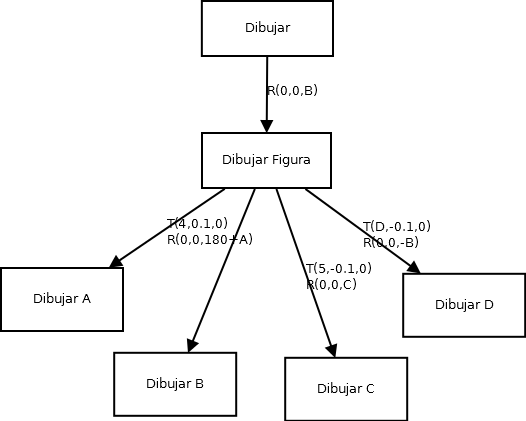 Dibujar
R(0,0,B)
Dibujar Figura
T(4,0.1,0)
R(0,0,180+A)
T(D,-0.1,0)
R(0,0,-B)
T(5,-0.1,0)
R(0,0,C)
Dibujar A
Dibujar D
Dibujar B
Dibujar C